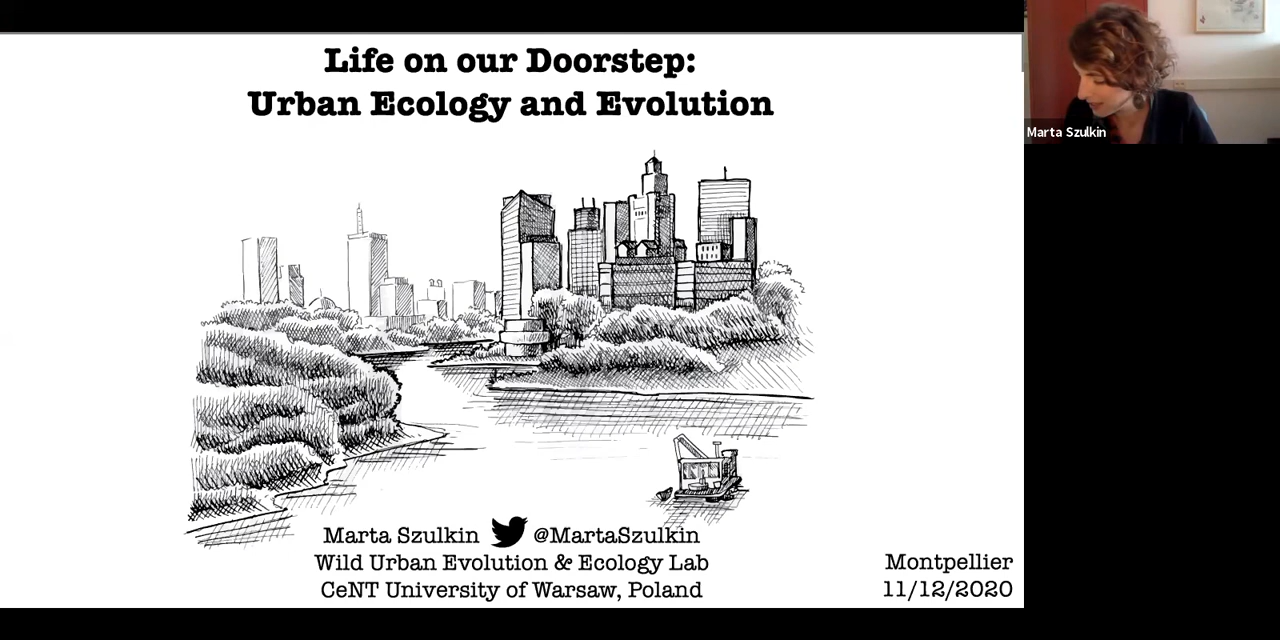 Life on our Doorstep:
Urban Ecology and Evolution
Marta Szulkin
Marta Szulkin @MartaSzulkin
Wild Urban Evolution & Ecology Lab
CeNT University of Warsaw, Poland
Montpellier
11/12/2020